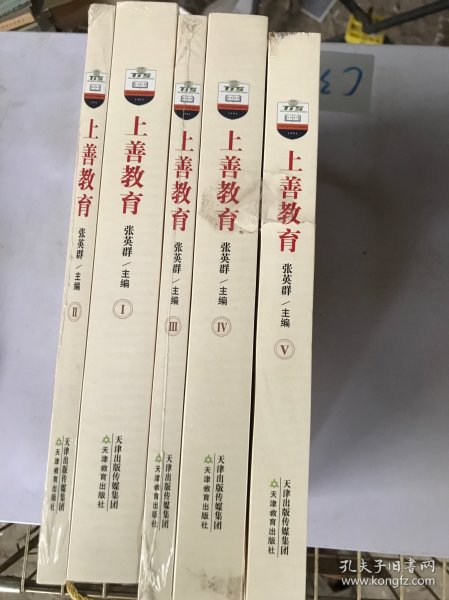 上善教育
张英群/主编
II
天津出版传媒集团
天津教育出版社
上善教育
张英群/主编
I
天津出版传媒集团
天津教育出版社
上善教育
张英群/主编
III
天津出版传媒集团
天津教育出版社
上善教育
张英群/主编
IV
天津出版传媒集团
天津教育出版社
上善教育
张英群/主编
V
天津出版传媒集团
天津教育出版社
孔夫子旧书网
www.kongfz.com